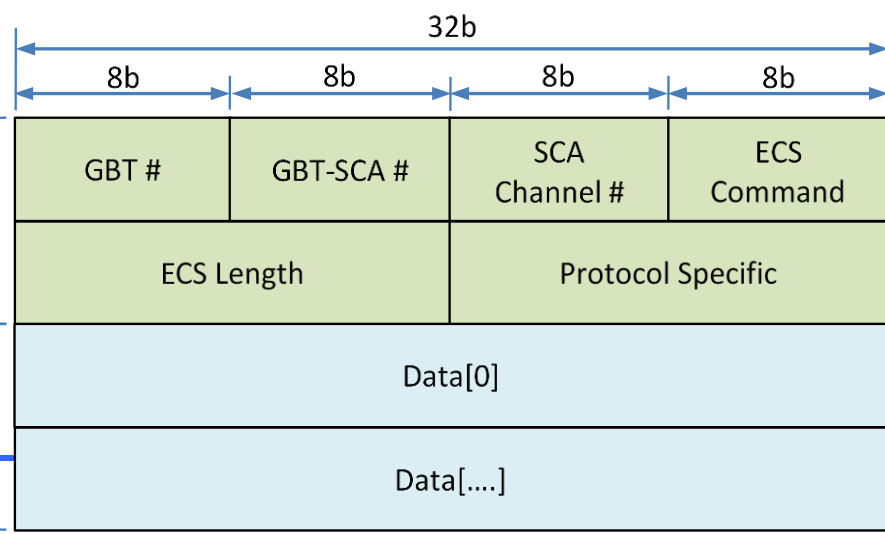 32b
8b 8b 8b 8b
GBT # GBT-SCA # SCA Channel # ECS Command
ECS Length Protocol Specific
Data[0]
Data[....]